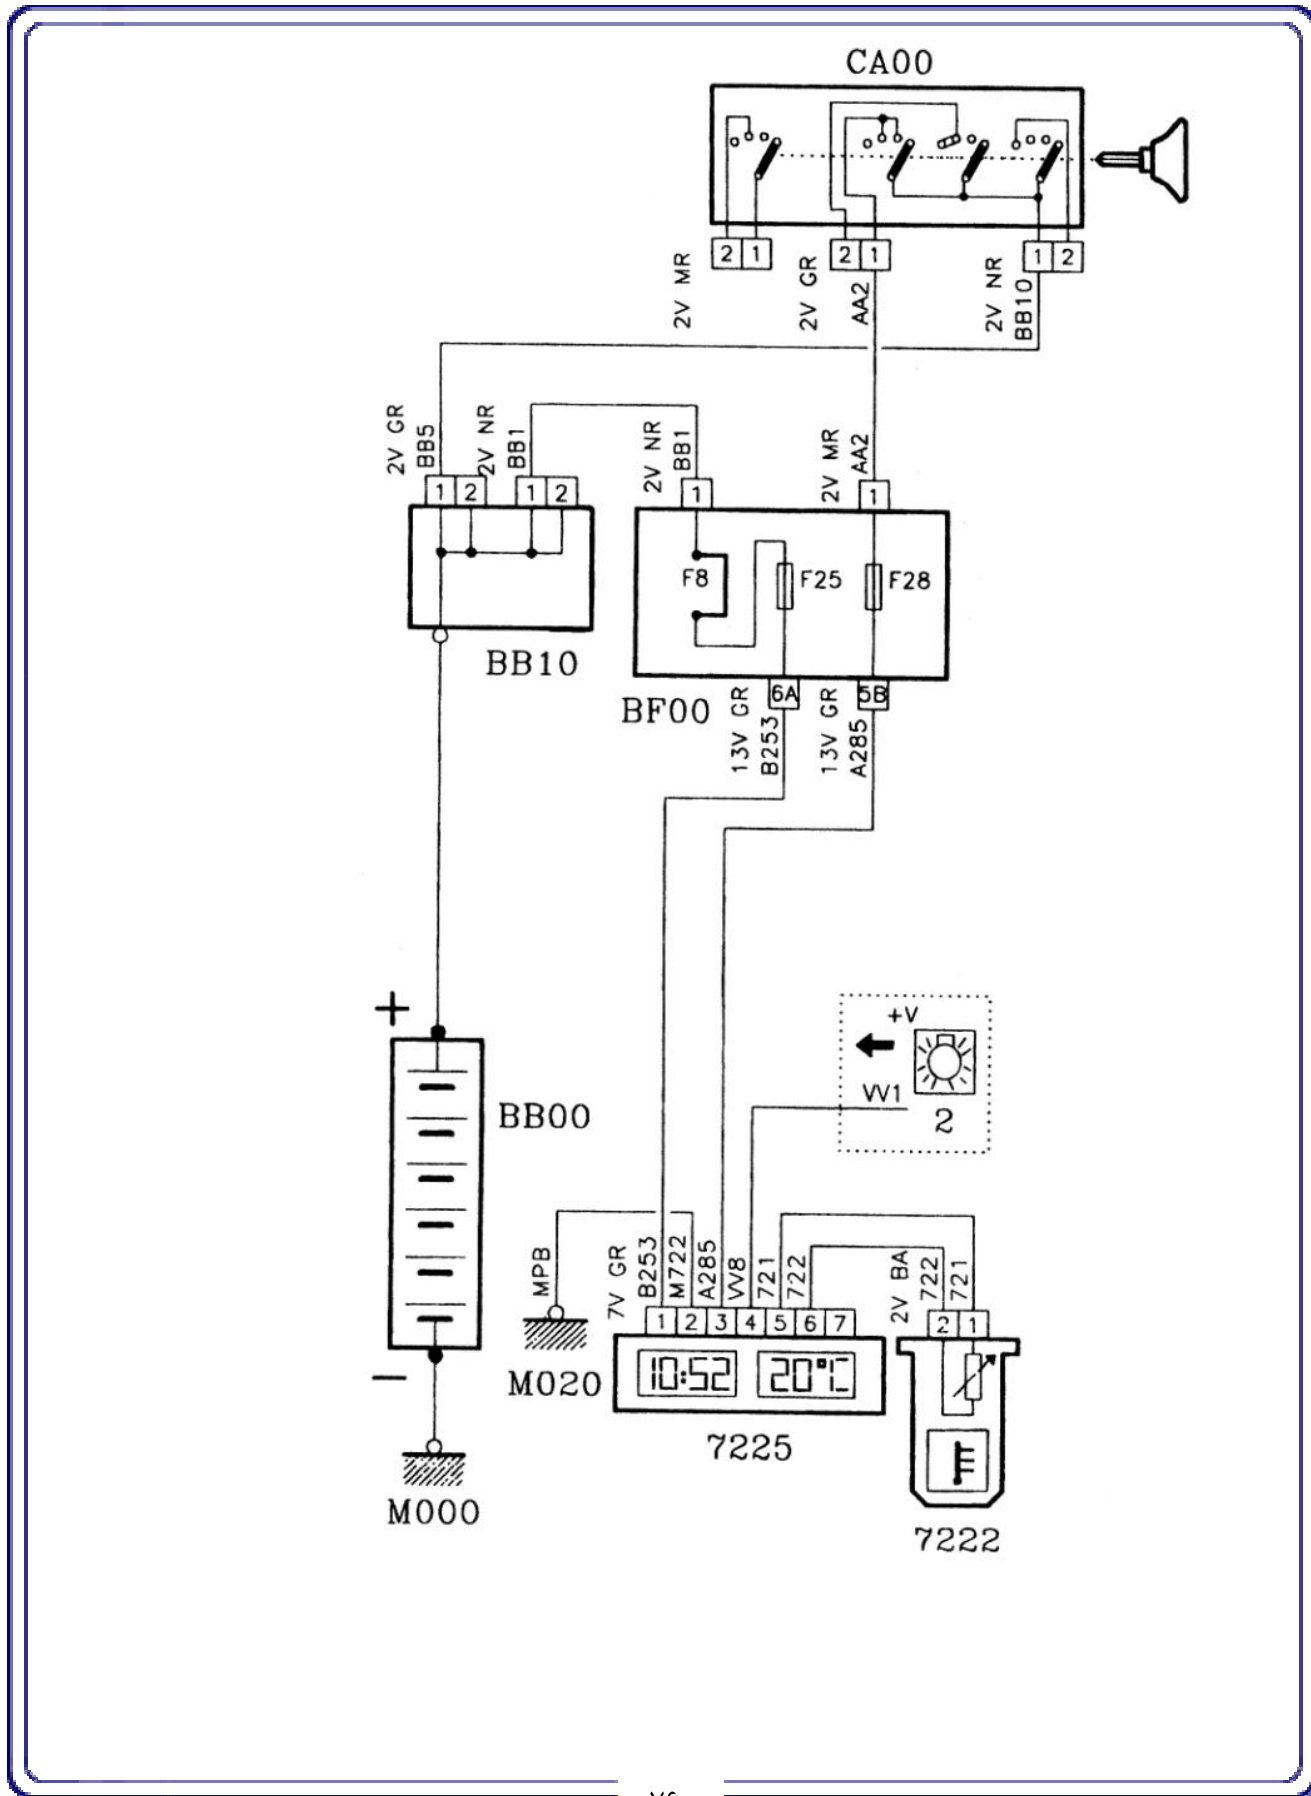 CA00
2 1
2 1
1 2
2V MR
2V GR
AA2
2V NR
BB10
2V GR
BB5
2V NR
BB1
2V NR
BB1
2V MR
AA2
1 2
1 2
1
1
F8
F25
F28
BB10
6A
5B
BF00
13V GR
B253
13V GR
A285
+
+V
VV1
2
BB00
MPB
7V GR
B253
M722
A285
VV8
721
722
2V BA
722
721
1 2 3 4 5 6 7
2 1
10:52
20°C
–
M020
7225
M000
7222